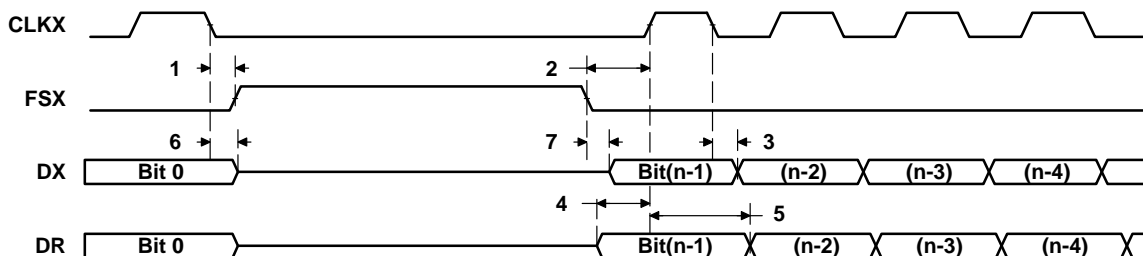 CLKX
1 2
FSX
6 7 3
DX Bit 0 Bit(n-1) (n-2) (n-3) (n-4)
4 5
DR Bit 0 Bit(n-1) (n-2) (n-3) (n-4)